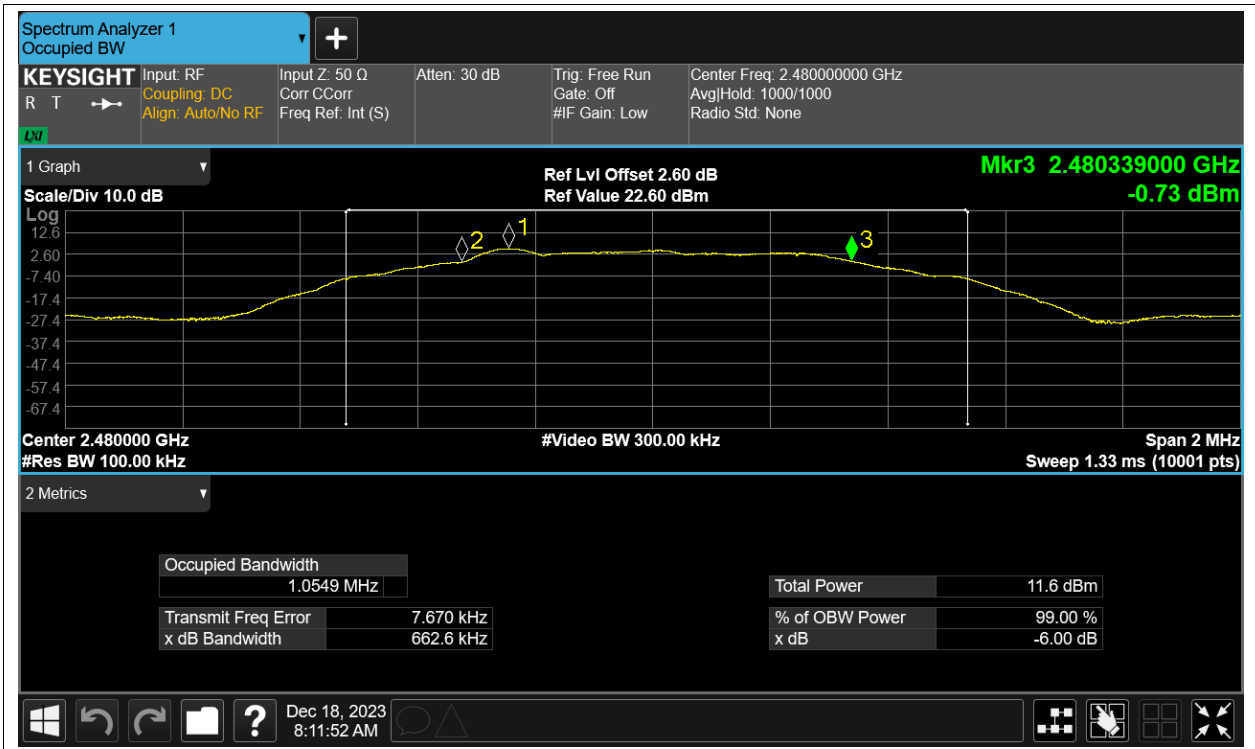 Spectrum Analyzer 1
Occupied BW
KEYSIGHT
R T
LXI
Input: RF
Coupling: DC
Align: Auto/No RF
Input Z: 50 Ω
Corr CCorr
Freq Ref: Int (S)
Atten: 30 dB
Trig: Free Run
Gate: Off
#IF Gain: Low
Center Freq: 2.480000000 GHz
Avg|Hold: 1000/1000
Radio Std: None
1 Graph
Scale/Div 10.0 dB
Ref Lvl Offset 2.60 dB
Ref Value 22.60 dBm
Mkr3 2.480339000 GHz
-0.73 dBm
Log
12.6
2.60
-7.40
-17.4
-27.4
-37.4
-47.4
-57.4
-67.4
2
1
3
Center 2.480000 GHz
#Res BW 100.00 kHz
#Video BW 300.00 kHz
Span 2 MHz
Sweep 1.33 ms (10001 pts)
2 Metrics
Occupied Bandwidth
1.0549 MHz
Transmit Freq Error 7.670 kHz
x dB Bandwidth 662.6 kHz
Total Power 11.6 dBm
% of OBW Power 99.00 %
x dB -6.00 dB
?
Dec 18, 2023
8:11:52 AM